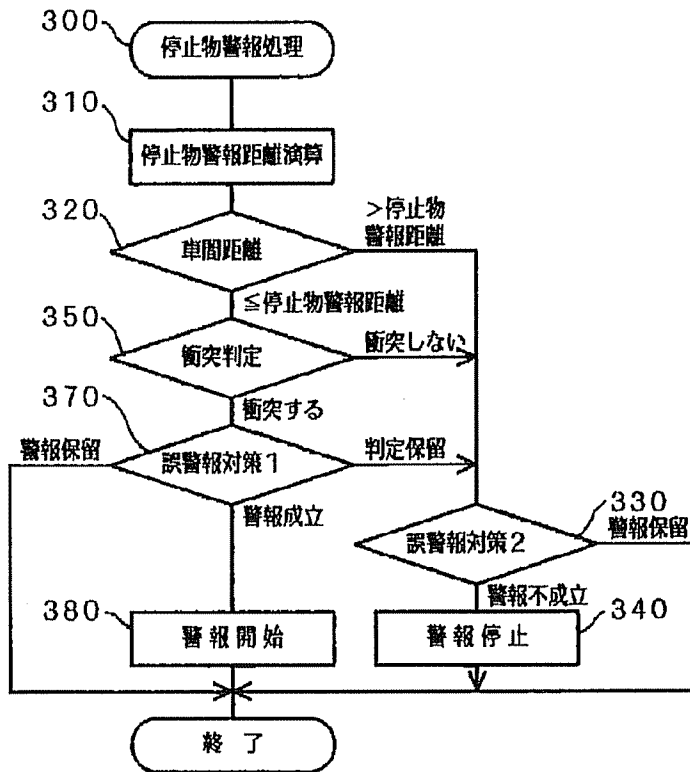 300
停止物警報処理
310
停止物警報距離演算
320
車間距離
>停止物
警報距離
≦停止物警報距離
350
衝突判定
衝突しない
衝突する
370
警報保留
誤警報対策1
判定保留
警報成立
330
誤警報対策2
警報保留
警報不成立
380
警報開始
340
警報停止
終了